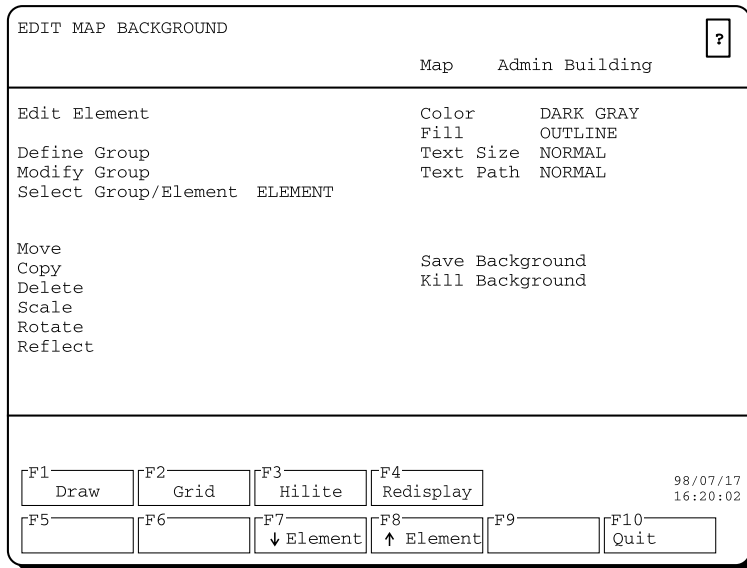 EDIT MAP BACKGROUND
?
Map Admin Building
Edit Element Color DARK GRAY
Fill OUTLINE
Define Group Text Size NORMAL
Modify Group Text Path NORMAL
Select Group/Element ELEMENT
Move
Copy Save Background
Delete Kill Background
Scale
Rotate
Reflect
F1 F2 F3 F4
Draw Grid Hilite Redisplay
98/07/17
16:20:02
F5 F6 F7 F8 F9 F10
↓ Element ↑ Element Quit